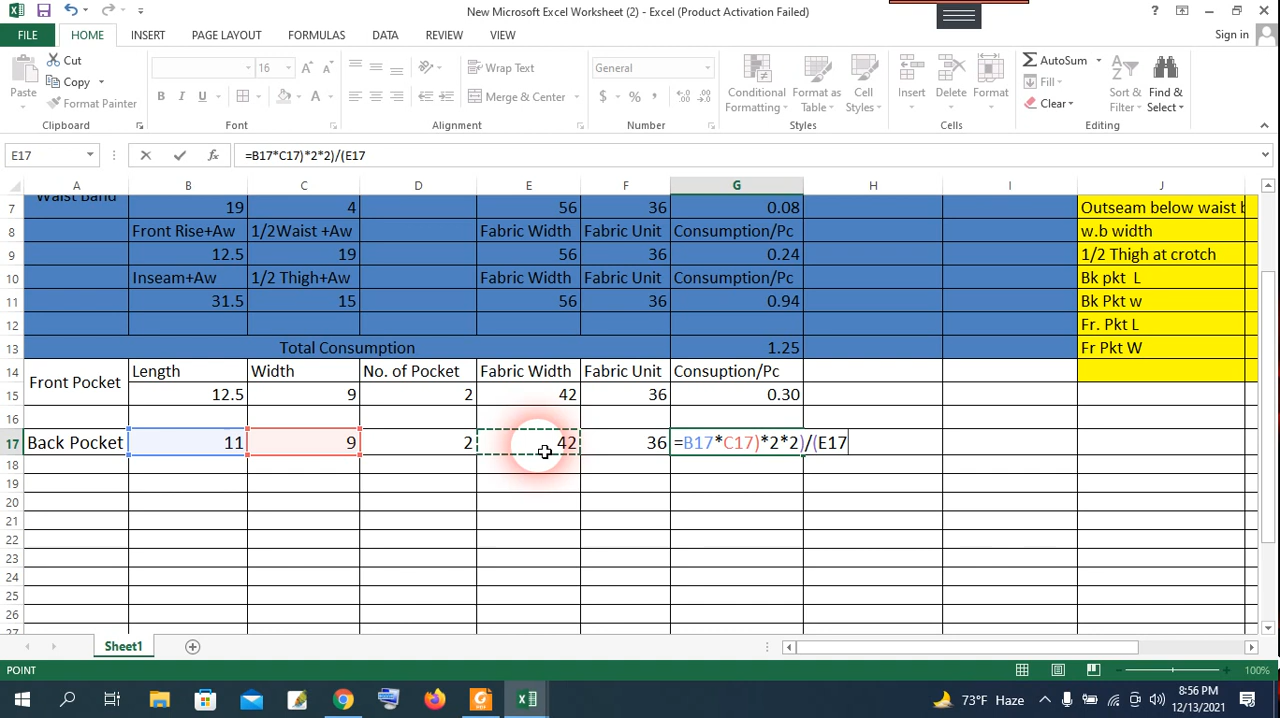 New Microsoft Excel Worksheet (2) - Excel (Product Activation Failed)
FILE HOME INSERT PAGE LAYOUT FORMULAS DATA REVIEW VIEW Sign in
Paste Cut Copy Format Painter
Clipboard
16 A A
B I U A
Font
Wrap Text
Merge & Center
Alignment
General
$ % ,
Number
Conditional Formatting Format as Table Cell Styles
Styles
Insert Delete Format
Cells
AutoSum Fill Clear Sort & Filter Find & Select
Editing
E17 fx =B17*C17)*2*2)/(E17
A B C D E F G H I J
7 Waist Band 19 4 56 36 0.08 Outseam below waist b
8 Front Rise+Aw 1/2Waist +Aw Fabric Width Fabric Unit Consumption/Pc w.b width
9 12.5 19 56 36 0.24 1/2 Thigh at crotch
10 Inseam+Aw 1/2 Thigh+Aw Fabric Width Fabric Unit Consumption/Pc Bk pkt L
11 31.5 15 56 36 0.94 Bk Pkt w
12 Fr. Pkt L
13 Total Consumption 1.25 Fr Pkt W
14 Front Pocket Length Width No. of Pocket Fabric Width Fabric Unit Consuption/Pc
15 12.5 9 2 42 36 0.30
16
17 Back Pocket 11 9 2 42 36 =B17*C17)*2*2)/(E17
18
19
20
21
22
23
24
25
26
27
Sheet1
POINT 100%
73°F Haze 8:56 PM
12/13/2021